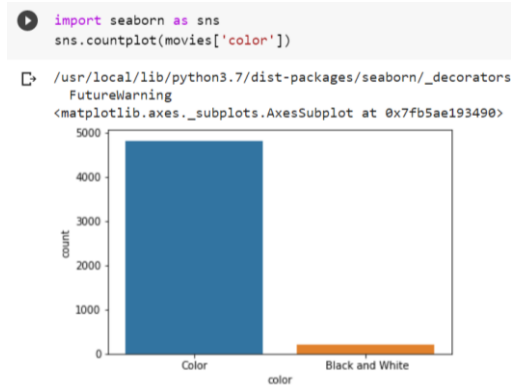 import seaborn as sns
sns.countplot(movies['color'])
/usr/local/lib/python3.7/dist-packages/seaborn/_decorators
FutureWarning
<matplotlib.axes._subplots.AxesSubplot at 0x7fb5ae193490>
5000
4000
3000
2000
1000
0
count
Color
Black and White
color